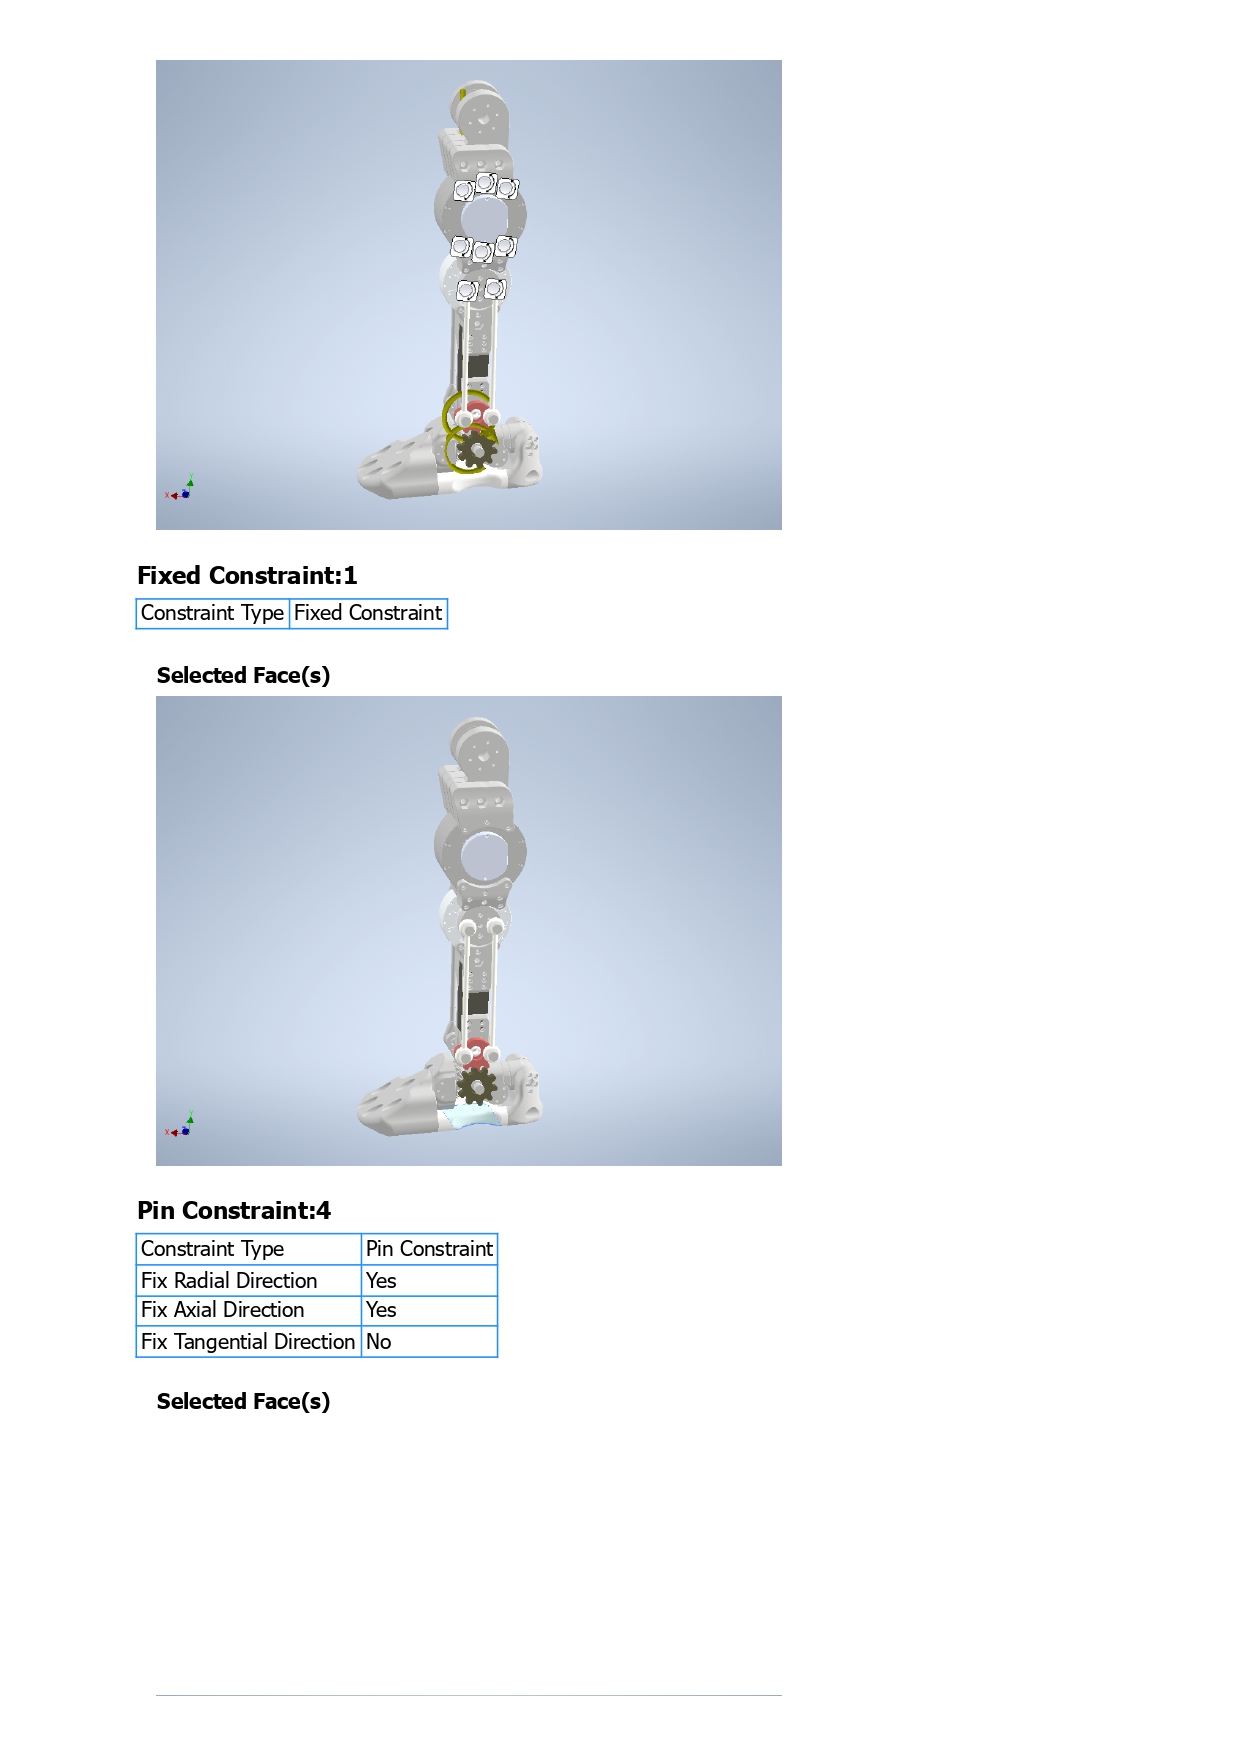 Fixed Constraint:1
Constraint Type Fixed Constraint
Selected Face(s)
Pin Constraint:4
Constraint Type Pin Constraint
Fix Radial Direction Yes
Fix Axial Direction Yes
Fix Tangential Direction No
Selected Face(s)